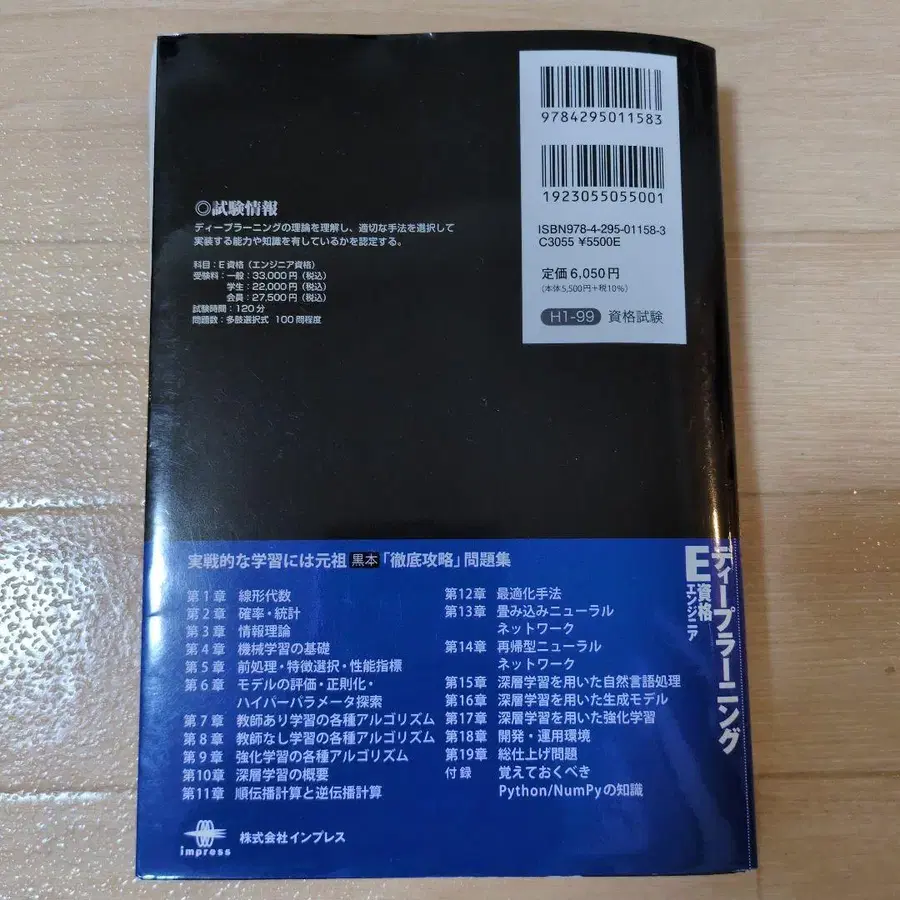 9784295011583
1923055055001
ISBN978-4-295-01158-3
C3055 ¥5500E
定価6,050円
(本体5,500円+税10%)
H1-99 資格試験
◎試験情報
ディープラーニングの理論を理解し、適切な手法を選択して
実装する能力や知識を有しているかを認定する。
科目:E資格(エンジニア資格)
受験料:一般:33,000円(税込)
学生:22,000円(税込)
会員:27,500円(税込)
試験時間:120分
問題数:多肢選択式 100問程度
実戦的な学習には元祖 黒本 「徹底攻略」問題集
第1章 線形代数
第2章 確率・統計
第3章 情報理論
第4章 機械学習の基礎
第5章 前処理・特徴選択・性能指標
第6章 モデルの評価・正則化・
ハイパーパラメータ探索
第7章 教師あり学習の各種アルゴリズム
第8章 教師なし学習の各種アルゴリズム
第9章 強化学習の各種アルゴリズム
第10章 深層学習の概要
第11章 順伝播計算と逆伝播計算
第12章 最適化手法
第13章 畳み込みニューラル
ネットワーク
第14章 再帰型ニューラル
ネットワーク
第15章 深層学習を用いた自然言語処理
第16章 深層学習を用いた生成モデル
第17章 深層学習を用いた強化学習
第18章 開発・運用環境
第19章 総仕上げ問題
付録 覚えておくべき
Python/NumPyの知識
impress 株式会社インプレス
ディープラーニング
E資格
エンジニア